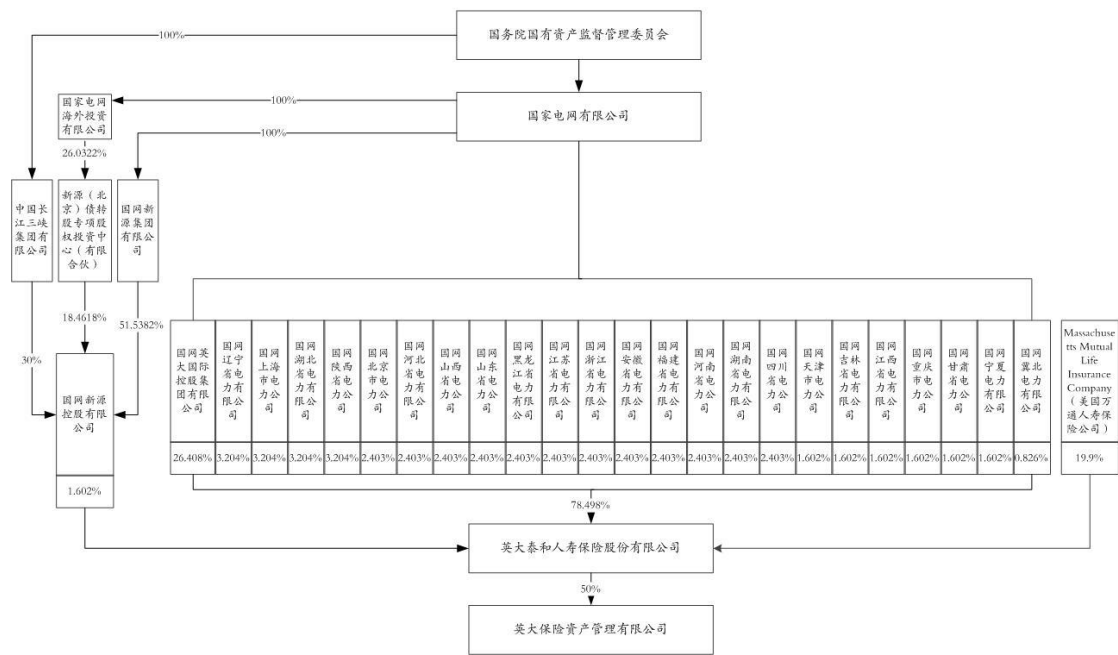 国务院国有资产监督管理委员会
100%
国家电网有限公司
100%
100%
国家电网
海外投资
有限公司
26.0322%
中国长
江三峡
集团有
限公司
新源（北
京）债转
股专项股
权投资中
心（有限
合伙）
国网新
源集团
有限公
司
30%
18.4618%
51.5382%
国网新源
控股有限
公司
1.602%
国网英大国际控股集团有限公司
国网辽宁省电力有限公司
国网上海市电力公司
国网湖北省电力有限公司
国网陕西省电力公司
国网北京市电力公司
国网河北省电力有限公司
国网山西省电力公司
国网山东省电力公司
国网黑龙江省电力有限公司
国网江苏省电力有限公司
国网浙江省电力有限公司
国网安徽省电力有限公司
国网福建省电力有限公司
国网河南省电力公司
国网湖南省电力有限公司
国网四川省电力公司
国网天津市电力公司
国网吉林省电力有限公司
国网江西省电力有限公司
国网重庆市电力公司
国网甘肃省电力公司
国网宁夏电力有限公司
国网冀北电力有限公司
Massachuse
tts Mutual
Life
Insurance
Company
（美国万
通人寿保
险公司）
26.408% 3.204% 3.204% 3.204% 3.204% 2.403% 2.403% 2.403% 2.403% 2.403% 2.403% 2.403% 2.403% 2.403% 2.403% 2.403% 2.403% 1.602% 1.602% 1.602% 1.602% 1.602% 1.602% 0.826% 19.9%
78.498%
英大泰和人寿保险股份有限公司
50%
英大保险资产管理有限公司